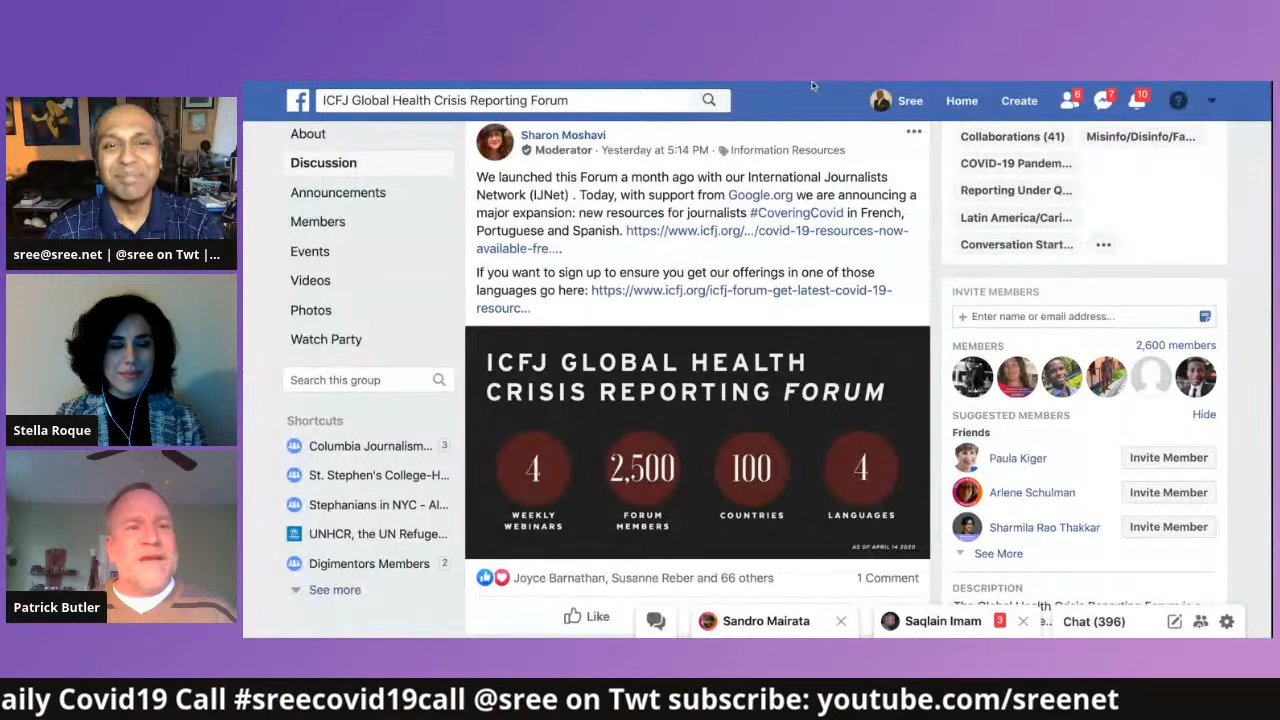 sree@sree.net | @sree on Twt |...
Stella Roque
Patrick Butler
ICFJ Global Health Crisis Reporting Forum
Sree
Home
Create
6
7
10
About
Discussion
Announcements
Members
Events
Videos
Photos
Watch Party
Search this group
Shortcuts
Columbia Journalism... 3
St. Stephen's College-H...
Stephanians in NYC - Al...
UNHCR, the UN Refuge...
Digimentors Members 2
See more
Sharon Moshavi
Moderator · Yesterday at 5:14 PM · Information Resources
We launched this Forum a month ago with our International Journalists
Network (IJNet) . Today, with support from Google.org we are announcing a
major expansion: new resources for journalists #CoveringCovid in French,
Portuguese and Spanish. https://www.icfj.org/.../covid-19-resources-now-
available-fre....
If you want to sign up to ensure you get our offerings in one of those
languages go here: https://www.icfj.org/icfj-forum-get-latest-covid-19-
resourc...
ICFJ GLOBAL HEALTH
CRISIS REPORTING FORUM
4
WEEKLY
WEBINARS
2,500
FORUM
MEMBERS
100
COUNTRIES
4
LANGUAGES
AS OF APRIL 14 2020
Joyce Barnathan, Susanne Reber and 66 others
1 Comment
Like
Collaborations (41)
Misinfo/Disinfo/Fa...
COVID-19 Pandem...
Reporting Under Q...
Latin America/Cari...
Conversation Start...
INVITE MEMBERS
+ Enter name or email address...
MEMBERS
2,600 members
SUGGESTED MEMBERS
Hide
Friends
Paula Kiger
Invite Member
Arlene Schulman
Invite Member
Sharmila Rao Thakkar
Invite Member
See More
DESCRIPTION
Sandro Mairata
Saqlain Imam 3
Chat (396)
aily Covid19 Call #sreecovid19call @sree on Twt subscribe: youtube.com/sreenet